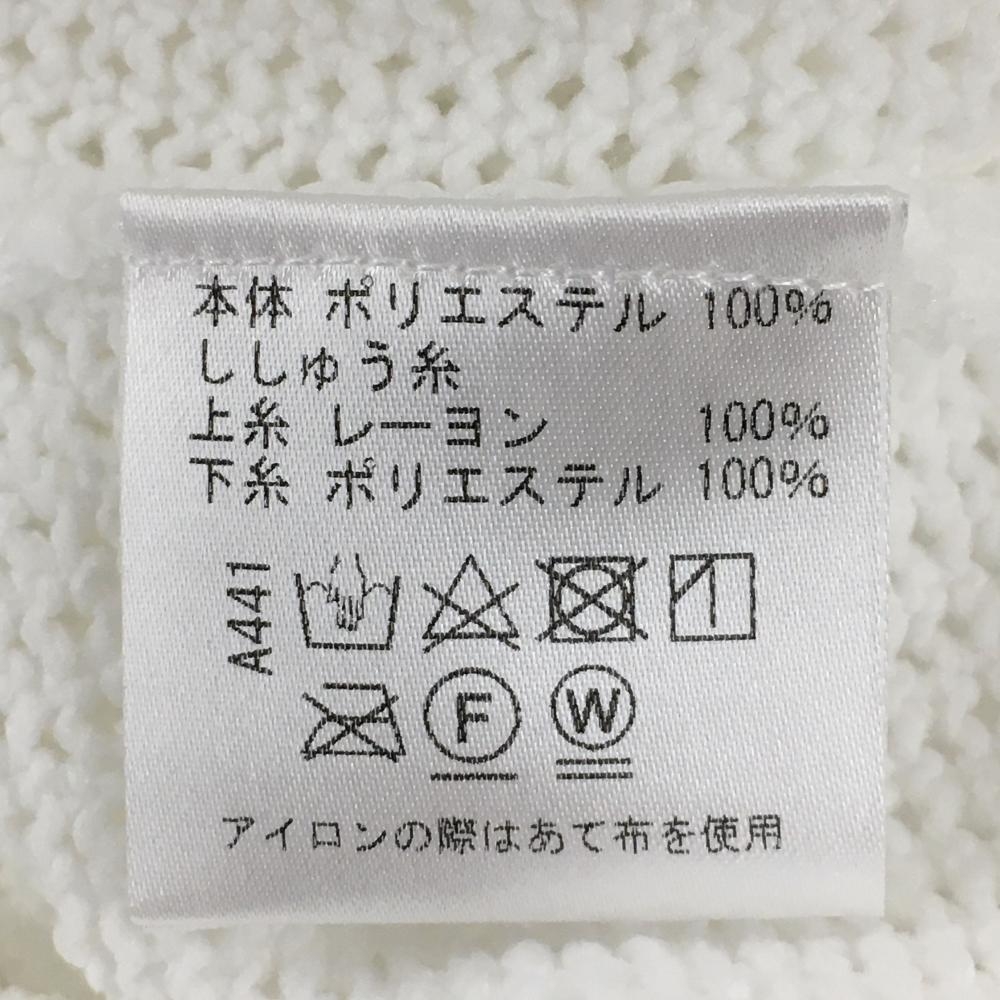 本体 ポリエステル 100%
ししゅう糸
上糸 レーヨン 100%
下糸 ポリエステル 100%
A441
F W
アイロンの際はあて布を使用